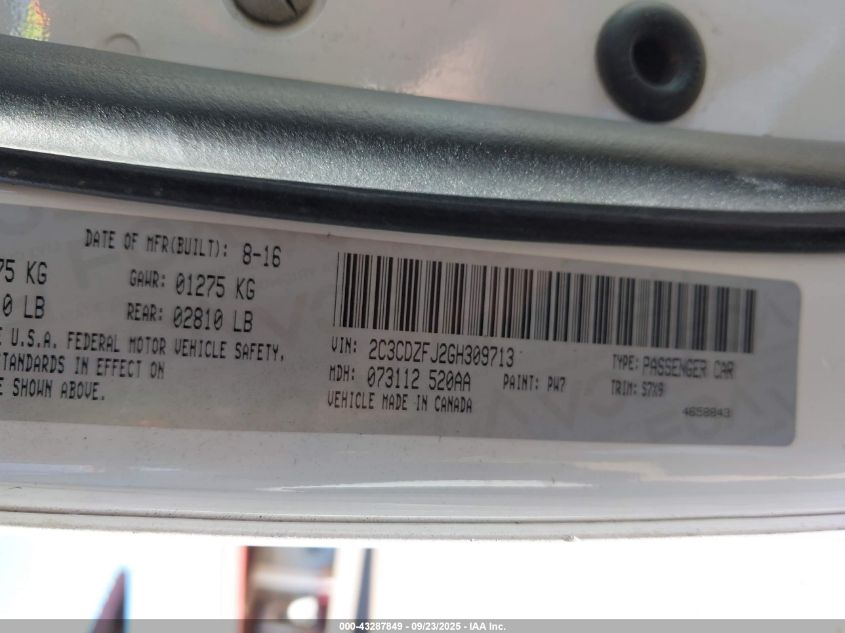 DATE OF MFR(BUILT): 8-16
75 KG GAWR: 01275 KG
0 LB REAR: 02810 LB
E U.S.A. FEDERAL MOTOR VEHICLE SAFETY,
STANDARDS IN EFFECT ON
E SHOWN ABOVE.
VIN: 2C3CDZFJ2GH309713 TYPE: PASSENGER CAR
MDH: 073112 520AA PAINT: PW7 TRIM: S7X9
VEHICLE MADE IN CANADA 4658843
000-43287849 - 09/23/2025 - IAA Inc.